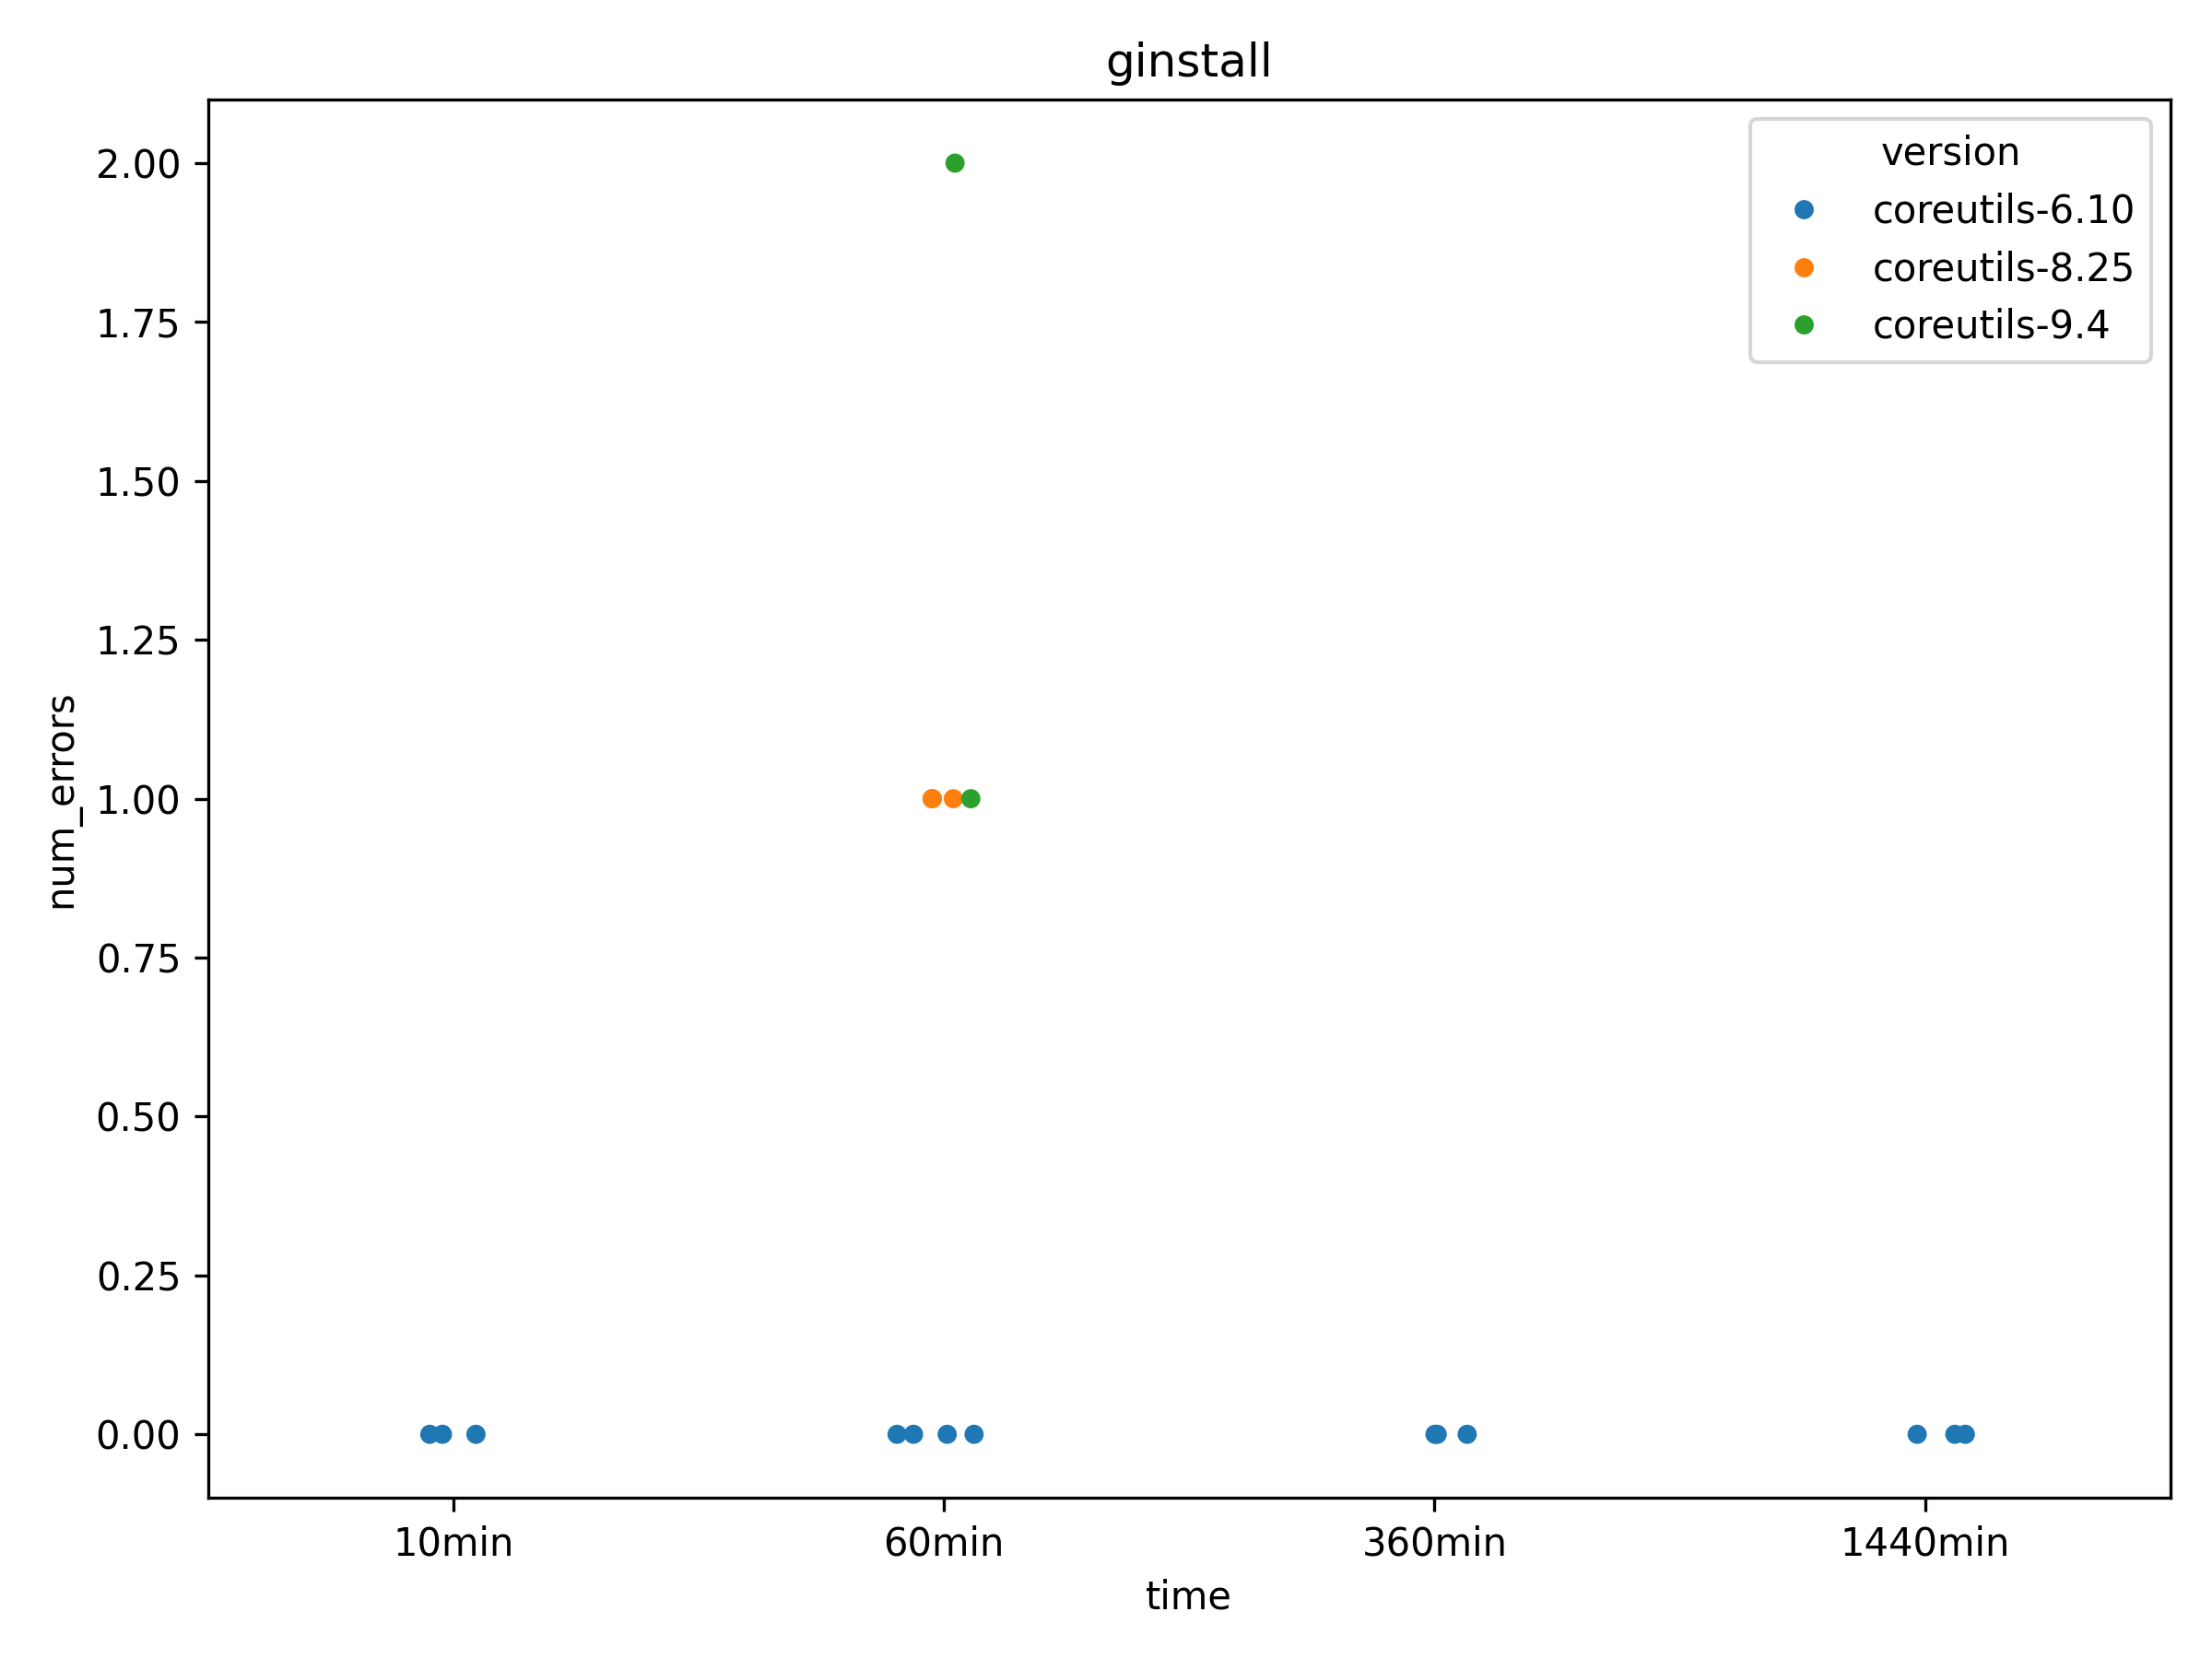 ginstall
version
coreutils-6.10
coreutils-8.25
coreutils-9.4
num_errors
2.00
1.75
1.50
1.25
1.00
0.75
0.50
0.25
0.00
10min
60min
360min
1440min
time